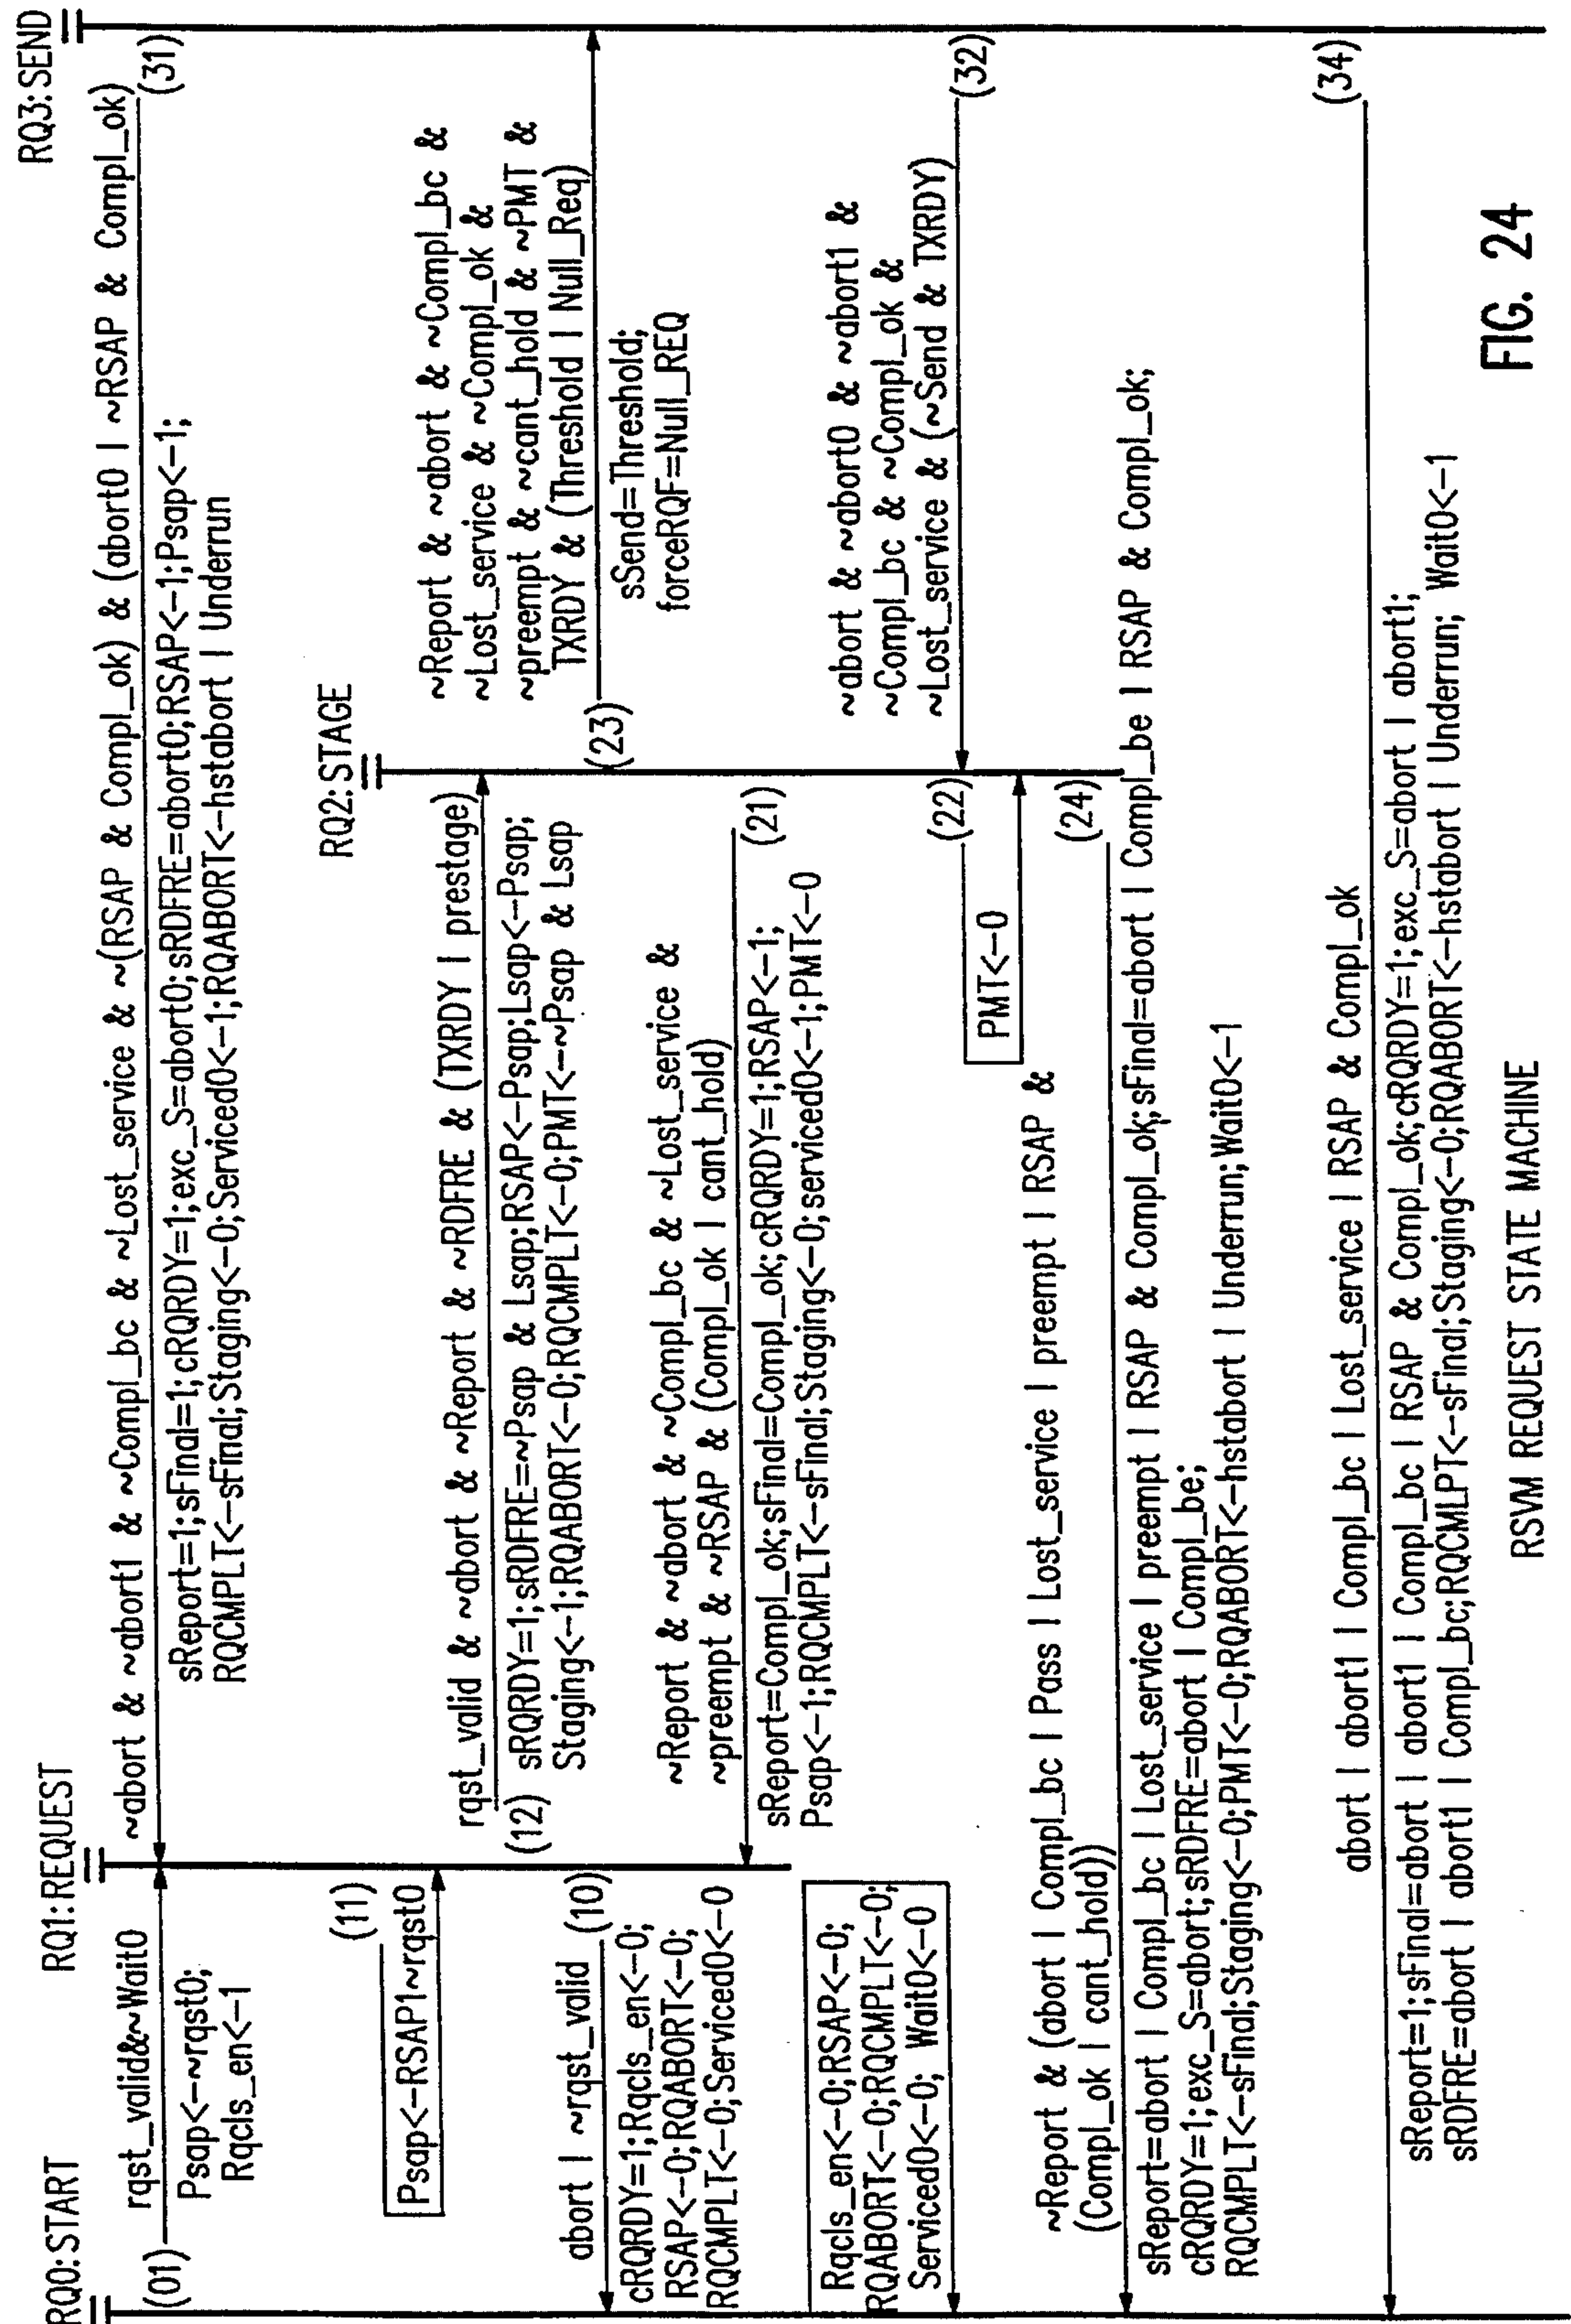 RQ0:START
RQ1:REQUEST
RQ2:STAGE
RQ3:SEND
(01)
rqst_valid&~Wait0
Psap<-~rqst0;
Rqcls_en<-1
(11)
Psap<-RSAP1~rqst0
abort | ~rqst_valid (10)
cRQRDY=1;Rqcls_en<-0;
RSAP<-0;RQABORT<-0;
RQCMPLT<-0;Serviced0<-0
Rqcls_en<-0;RSAP<-0;
RQABORT<-0;RQCMPLT<-0;
Serviced0<-0; Wait0<-0
~abort & ~abort1 & ~Compl_bc & ~Lost_service & ~(RSAP & Compl_ok) & (abort0 | ~RSAP & Compl_ok)
(31)
sReport=1;sFinal=1;cRQRDY=1;exc_S=abort0;sRDFRE=abort0;RSAP<-1;Psap<-1;
RQCMPLT<-sFinal;Staging<-0;Serviced0<-1;RQABORT<-hstabort | Underrun
rqst_valid & ~abort & ~Report & ~RDFRE & (TXRDY | prestage)
(12) sRQRDY=1;sRDFRE=~Psap & Lsap;RSAP<-Psap;Lsap<-Psap;
Staging<-1;RQABORT<-0;RQCMPLT<-0;PMT<-~Psap & Lsap
~Report & ~abort & ~Compl_bc & ~Lost_service &
~preempt & ~RSAP & (Compl_ok | cant_hold)
(21)
sReport=Compl_ok;sFinal=Compl_ok;cRQRDY=1;RSAP<-1;
Psap<-1;RQCMPLT<-sFinal;Staging<-0;serviced0<-1;PMT<-0
~Report & ~abort & ~Compl_bc &
~Lost_service & ~Compl_ok &
~preempt & ~cant_hold & ~PMT &
TXRDY & (Threshold | Null_Req)
(23)
sSend=Threshold;
forceRQF=Null_REQ
~abort & ~abort0 & ~abort1 &
~Compl_bc & ~Compl_ok &
~Lost_service & (~Send & TXRDY)
(32)
(22)
PMT<-0
(24)
~Report & (abort | Compl_bc | Pass | Lost_service | preempt | RSAP &
(Compl_ok | cant_hold))
sReport=abort | Compl_bc | Lost_service | preempt | RSAP & Compl_ok;sFinal=abort | Compl_be | RSAP & Compl_ok;
cRQRDY=1;exc_S=abort;sRDFRE=abort | Compl_be;
RQCMPLT<-sFinal;Staging<-0;PMT<-0;RQABORT<-hstabort | Underrun;Wait0<-1
(34)
abort | abort1 | Compl_bc | Lost_service | RSAP & Compl_ok
sReport=1;sFinal=abort | abort1 | Compl_bc | RSAP & Compl_ok;cRQRDY=1;exc_S=abort | abort1;
sRDFRE=abort | abort1 | Compl_bc;RQCMLPT<-sFinal;Staging<-0;RQABORT<-hstabort | Underrun; Wait0<-1
RSVM REQUEST STATE MACHINE
FIG. 24